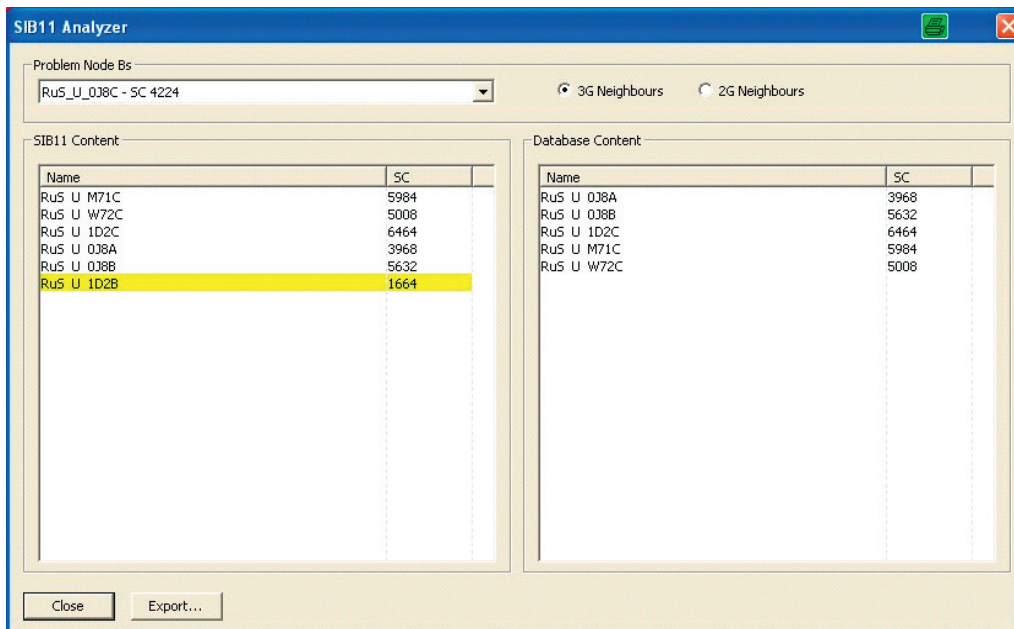 SIB11 Analyzer
Problem Node Bs
RuS_U_0J8C - SC 4224
3G Neighbours
2G Neighbours
SIB11 Content
Name SC
RuS U M71C 5984
RuS U W72C 5008
RuS U 1D2C 6464
RuS U 0J8A 3968
RuS U 0J8B 5632
RuS U 1D2B 1664
Database Content
Name SC
RuS U 0J8A 3968
RuS U 0J8B 5632
RuS U 1D2C 6464
RuS U M71C 5984
RuS U W72C 5008
Close
Export...